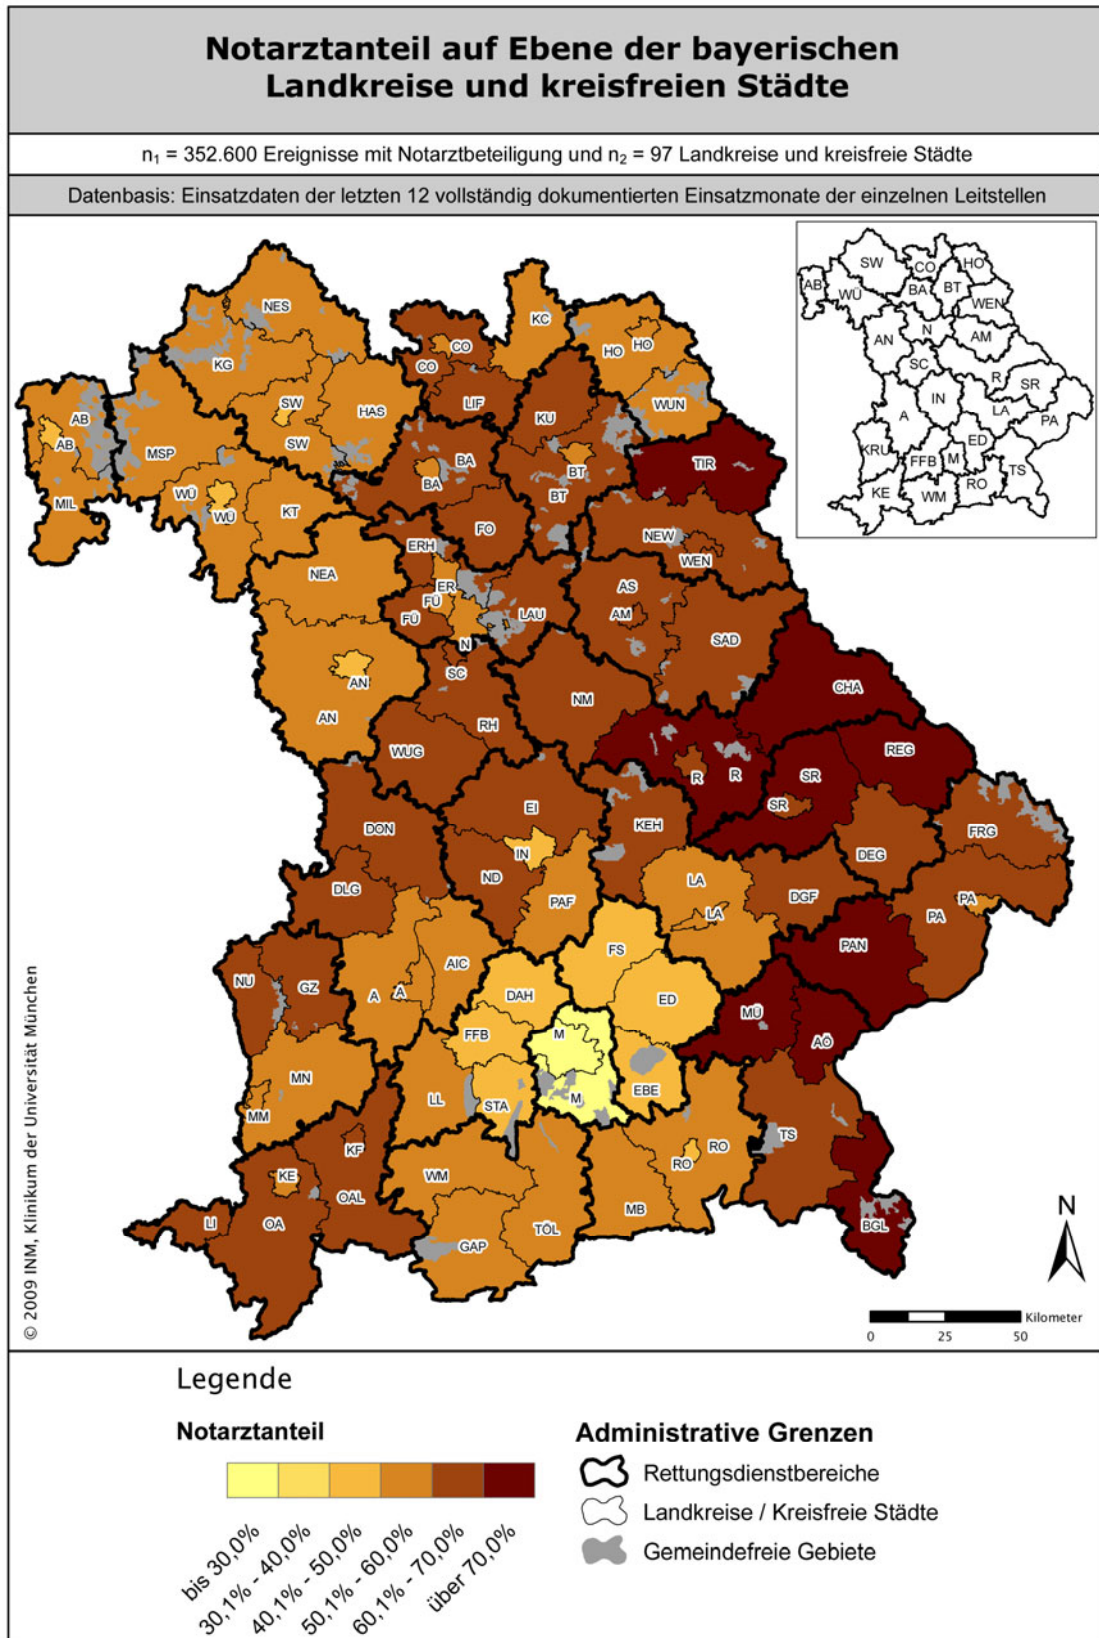 Notarztanteil auf Ebene der bayerischen
Landkreise und kreisfreien Städte
n1 = 352.600 Ereignisse mit Notarztbeteiligung und n2 = 97 Landkreise und kreisfreie Städte
Datenbasis: Einsatzdaten der letzten 12 vollständig dokumentierten Einsatzmonate der einzelnen Leitstellen
SW CO HO
AB WÜ BA BT WEN
AN N AM
SC R SR
A IN LA PA
KRU FFB M ED TS
KE WM RO
NES KC
CO HO HO
KG CO
SW HAS LIF KU WUN
AB
AB MSP SW BA BT TIR
WÜ BA BT
MIL WÜ KT FO NEW
ERH WEN
NEA ER AS
FÜ FÜ LAU AM
N SAD
AN SC CHA
AN RH NM
WUG REG
R R SR
EI SR
DON KEH FRG
IN DEG
ND LA
DLG PAF DGF PA
LA PA
FS PAN
NU GZ AIC
A A DAH ED MÜ
FFB M AÖ
MN EBE
LL STA M
MM TS
KF RO
KE WM RO
OAL
LI OA MB BGL
GAP TÖL
N
Kilometer
0 25 50
© 2009 INM, Klinikum der Universität München
Legende
Notarztanteil
bis 30,0%
30,1% - 40,0%
40,1% - 50,0%
50,1% - 60,0%
60,1% - 70,0%
über 70,0%
Administrative Grenzen
Rettungsdienstbereiche
Landkreise / Kreisfreie Städte
Gemeindefreie Gebiete